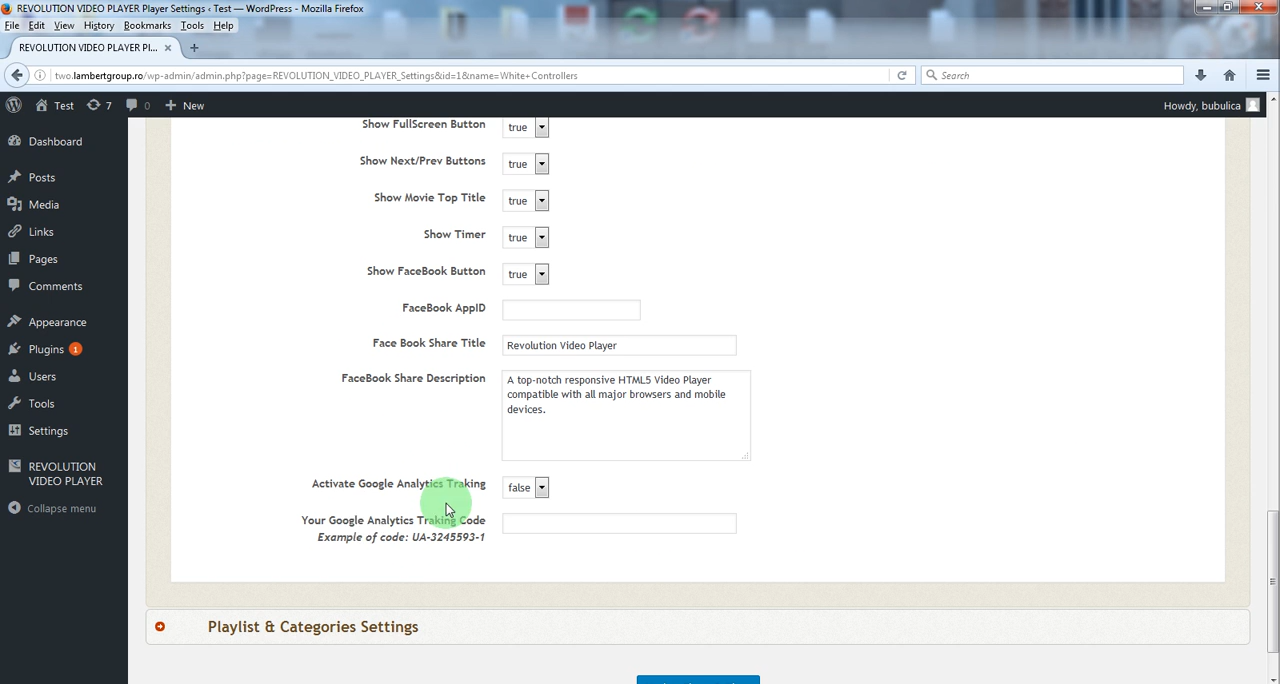 REVOLUTION VIDEO PLAYER Player Settings ‹ Test — WordPress - Mozilla Firefox
File Edit View History Bookmarks Tools Help
REVOLUTION VIDEO PLAYER Pl... × +
two.lambertgroup.ro/wp-admin/admin.php?page=REVOLUTION_VIDEO_PLAYER_Settings&id=1&name=White+Controllers
Search
Test 7 0 + New Howdy, bubulica
Dashboard
Posts
Media
Links
Pages
Comments
Appearance
Plugins 1
Users
Tools
Settings
REVOLUTION
VIDEO PLAYER
Collapse menu
Show FullScreen Button true
Show Next/Prev Buttons true
Show Movie Top Title true
Show Timer true
Show FaceBook Button true
FaceBook AppID
Face Book Share Title Revolution Video Player
FaceBook Share Description A top-notch responsive HTML5 Video Player
compatible with all major browsers and mobile
devices.
Activate Google Analytics Traking false
Your Google Analytics Traking Code
Example of code: UA-3245593-1
Playlist & Categories Settings